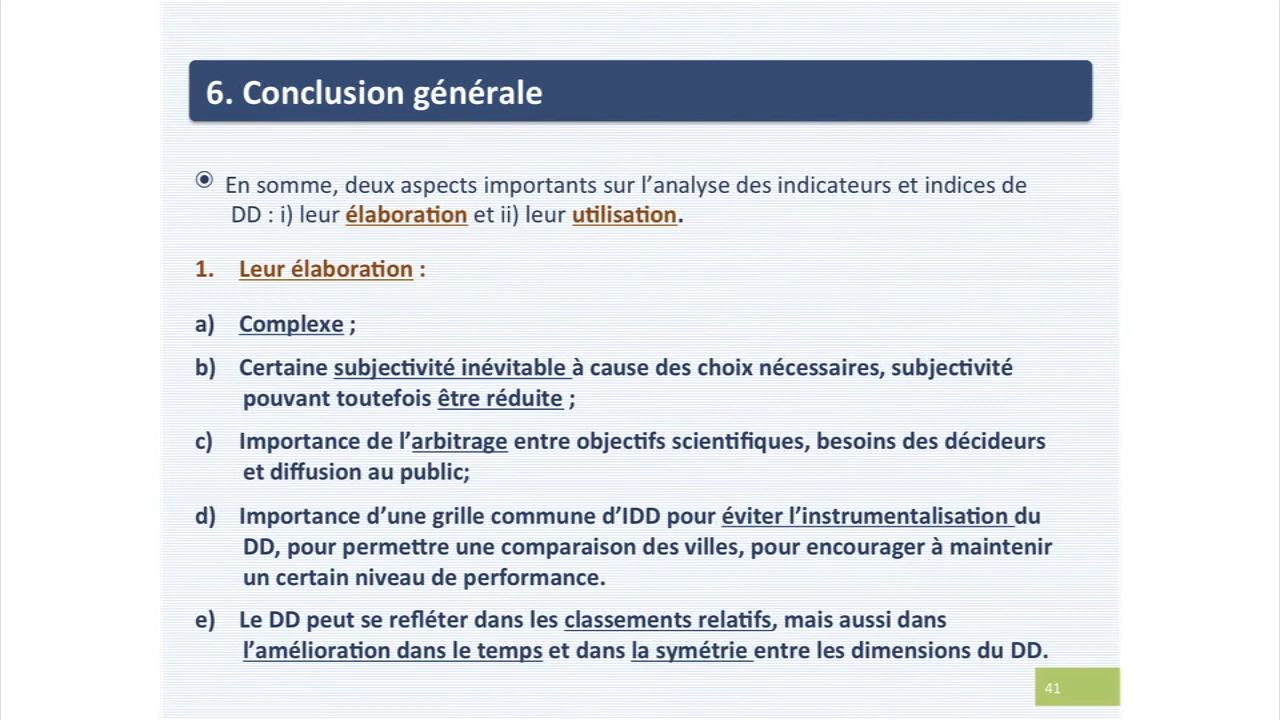 6. Conclusion générale
En somme, deux aspects importants sur l’analyse des indicateurs et indices de
DD : i) leur élaboration et ii) leur utilisation.
1. Leur élaboration :
a) Complexe ;
b) Certaine subjectivité inévitable à cause des choix nécessaires, subjectivité
pouvant toutefois être réduite ;
c) Importance de l’arbitrage entre objectifs scientifiques, besoins des décideurs
et diffusion au public;
d) Importance d’une grille commune d’IDD pour éviter l’instrumentalisation du
DD, pour permettre une comparaison des villes, pour encourager à maintenir
un certain niveau de performance.
e) Le DD peut se refléter dans les classements relatifs, mais aussi dans
l’amélioration dans le temps et dans la symétrie entre les dimensions du DD.
41